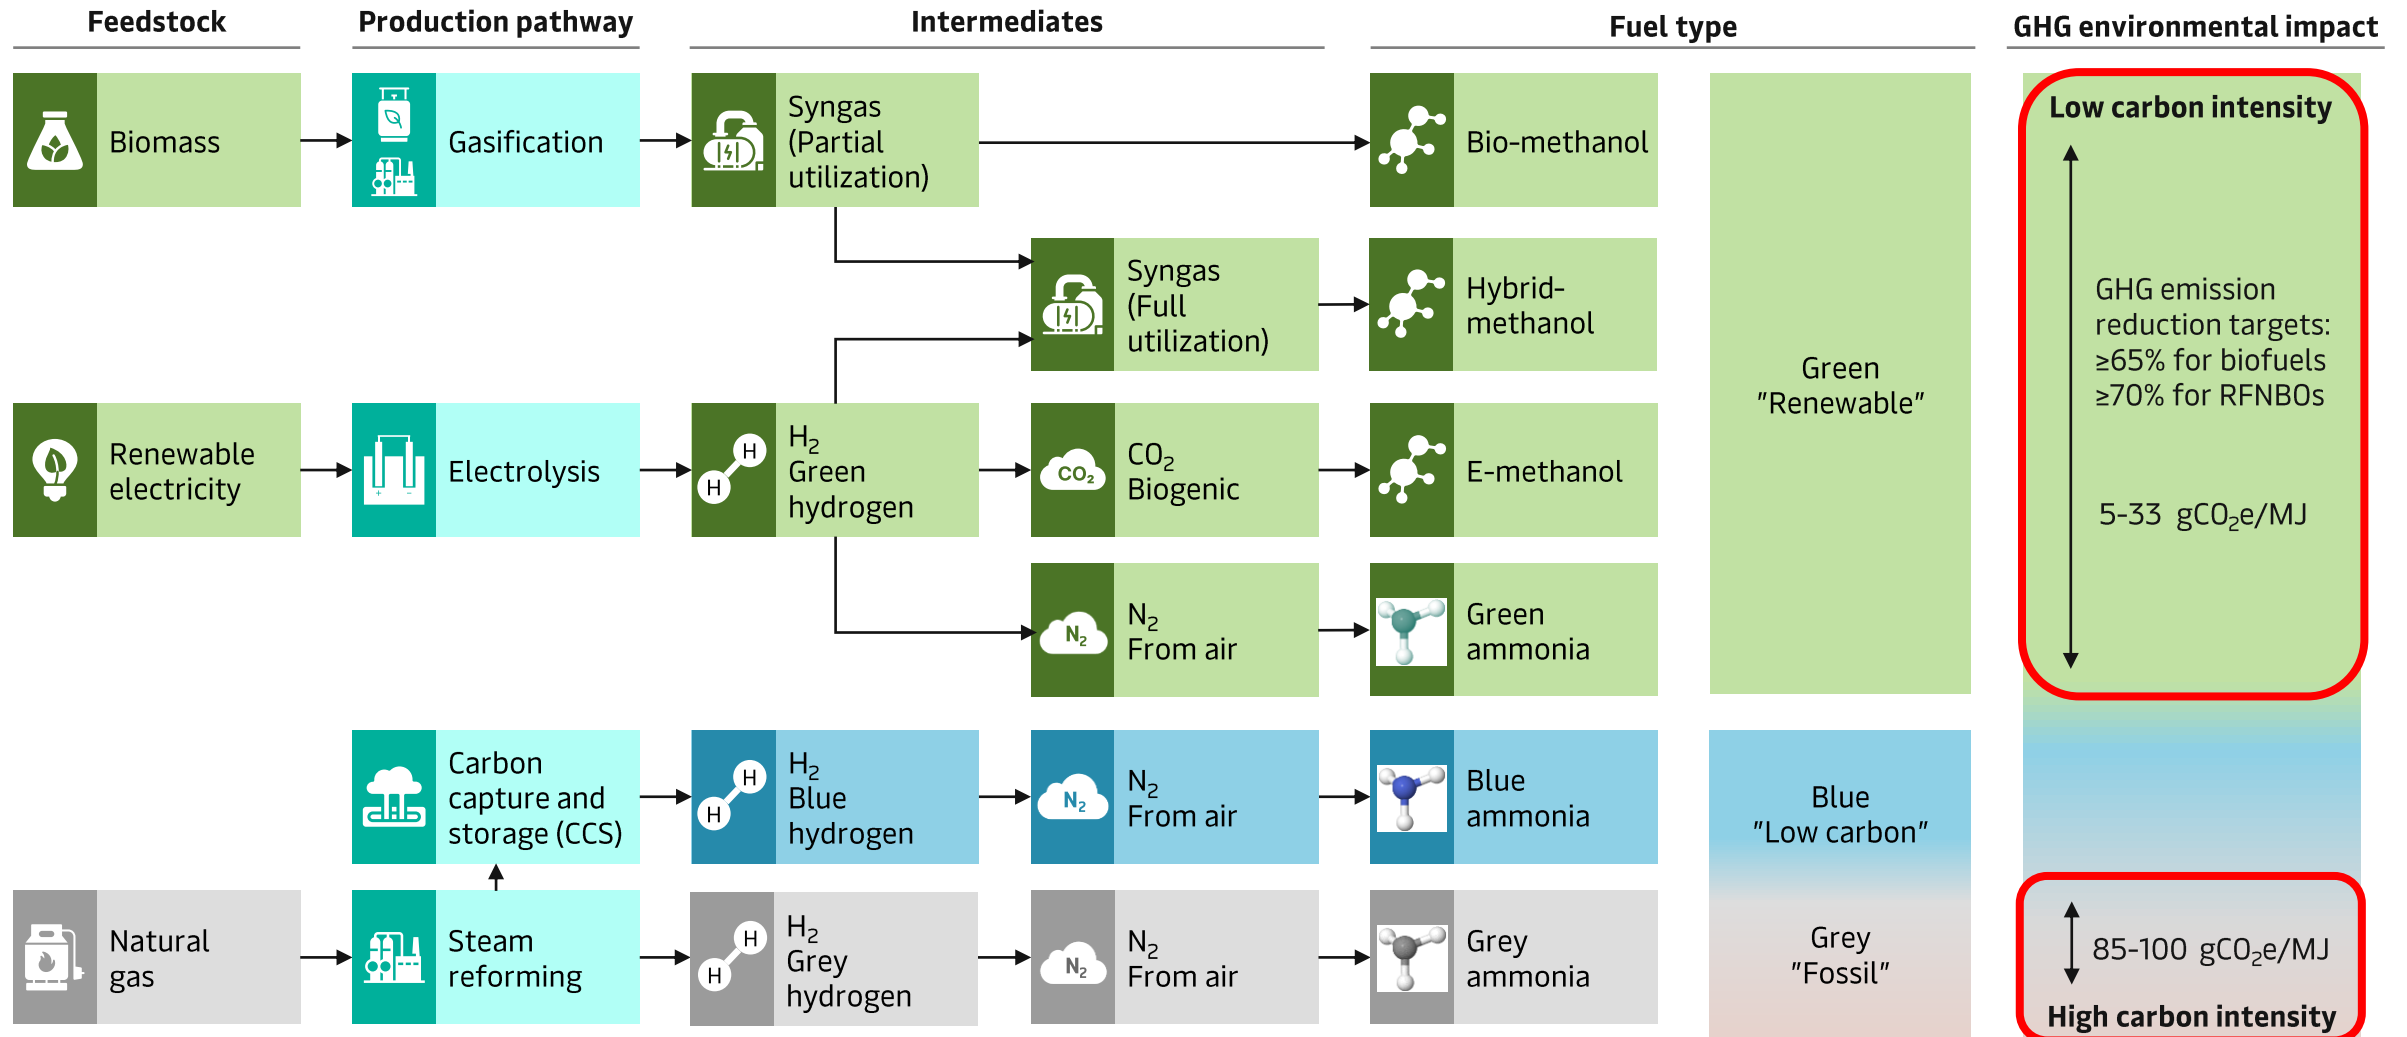 Feedstock
Production pathway
Intermediates
Fuel type
GHG environmental impact
Biomass
Gasification
Syngas
(Partial
utilization)
Bio-methanol
Syngas
(Full
utilization)
Hybrid-
methanol
Renewable
electricity
Electrolysis
H
H
H₂
Green
hydrogen
CO₂
CO₂
Biogenic
E-methanol
N₂
N₂
From air
Green
ammonia
Green
"Renewable"
Low carbon intensity
GHG emission
reduction targets:
≥65% for biofuels
≥70% for RFNBOs
5-33 gCO₂e/MJ
Carbon
capture and
storage (CCS)
H
H
H₂
Blue
hydrogen
N₂
N₂
From air
Blue
ammonia
Blue
"Low carbon"
Natural
gas
Steam
reforming
H
H
H₂
Grey
hydrogen
N₂
N₂
From air
Grey
ammonia
Grey
"Fossil"
85-100 gCO₂e/MJ
High carbon intensity